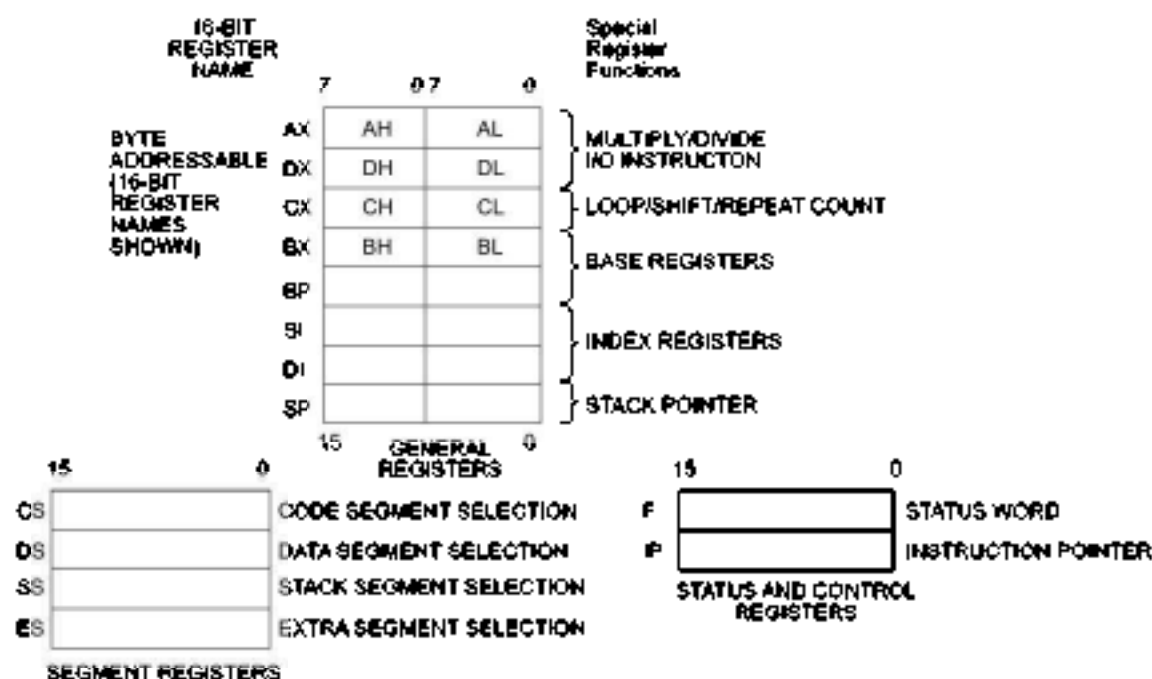 16-BIT
REGISTER
NAME
Special
Register
Functions
7 0 7 0
BYTE
ADDRESSABLE
(16-BIT
REGISTER
NAMES
SHOWN)
AX AH AL
DX DH DL
CX CH CL
BX BH BL
BP
SI
DI
SP
MULTIPLY/DIVIDE
I/O INSTRUCTON
LOOP/SHIFT/REPEAT COUNT
BASE REGISTERS
INDEX REGISTERS
STACK POINTER
15 0
GENERAL
REGISTERS
15 0
CS CODE SEGMENT SELECTION
DS DATA SEGMENT SELECTION
SS STACK SEGMENT SELECTION
ES EXTRA SEGMENT SELECTION
SEGMENT REGISTERS
15 0
F STATUS WORD
IP INSTRUCTION POINTER
STATUS AND CONTROL
REGISTERS